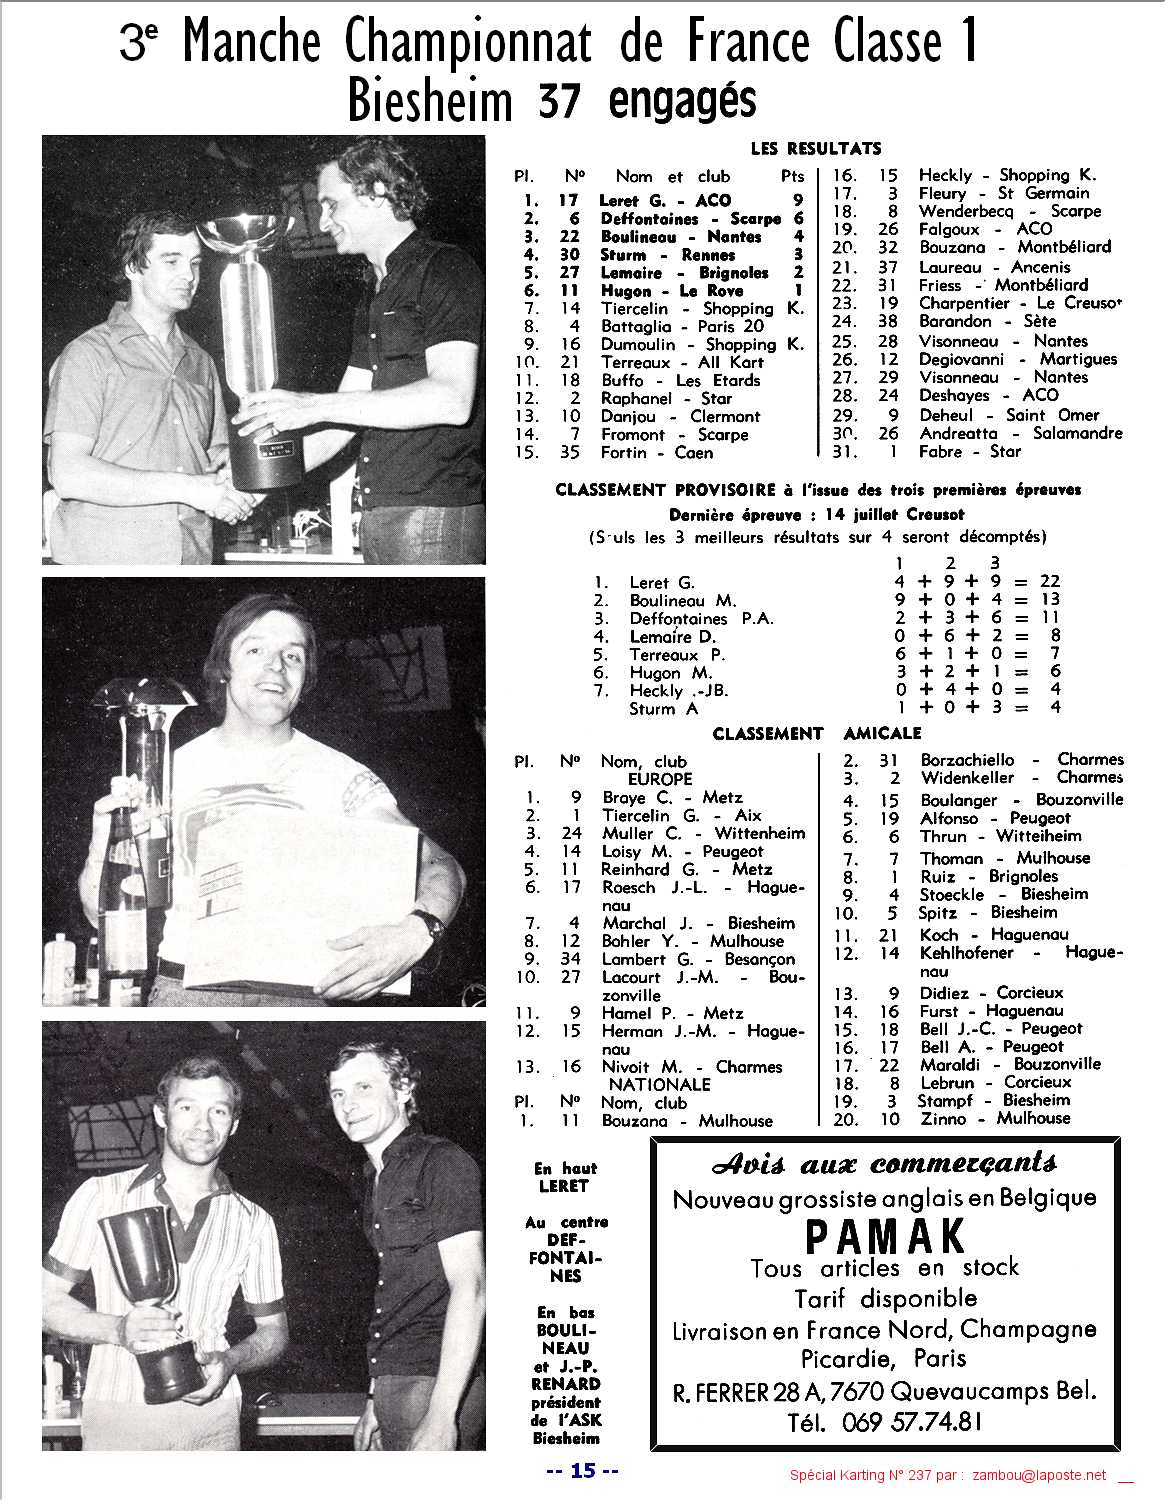 3e Manche Championnat de France Classe 1
Biesheim 37 engagés
LES RESULTATS
Pl. Nº Nom et club Pts
1. 17 Leret G. - ACO 9
2. 6 Deffontaines - Scarpe 6
3. 22 Boulineau - Nantes 4
4. 30 Sturm - Rennes 3
5. 27 Lemaire - Brignoles 2
6. 11 Hugon - Le Rove 1
7. 14 Tiercelin - Shopping K.
8. 4 Battaglia - Paris 20
9. 16 Dumoulin - Shopping K.
10. 21 Terreaux - All Kart
11. 18 Buffo - Les Etards
12. 2 Raphanel - Star
13. 10 Danjou - Clermont
14. 7 Fromont - Scarpe
15. 35 Fortin - Caen
16. 15 Heckly - Shopping K.
17. 3 Fleury - St Germain
18. 8 Wenderbecq - Scarpe
19. 26 Falgoux - ACO
20. 32 Bouzana - Montbéliard
21. 37 Laureau - Ancenis
22. 31 Friess - Montbéliard
23. 19 Charpentier - Le Creusot
24. 38 Barandon - Sète
25. 28 Visonneau - Nantes
26. 12 Degiovanni - Martigues
27. 29 Visonneau - Nantes
28. 24 Deshayes - ACO
29. 9 Deheul - Saint Omer
30. 26 Andreatta - Salamandre
31. 1 Fabre - Star
CLASSEMENT PROVISOIRE à l'issue des trois premières épreuves
Dernière épreuve : 14 juillet Creusot
(S uls les 3 meilleurs résultats sur 4 seront décomptés)
1 2 3
1. Leret G. 4 + 9 + 9 = 22
2. Boulineau M. 9 + 0 + 4 = 13
3. Deffontaines P.A. 2 + 3 + 6 = 11
4. Lemaire D. 0 + 6 + 2 = 8
5. Terreaux P. 6 + 1 + 0 = 7
6. Hugon M. 3 + 2 + 1 = 6
7. Heckly .-JB. 0 + 4 + 0 = 4
Sturm A 1 + 0 + 3 = 4
CLASSEMENT AMICALE
Pl. Nº Nom, club
EUROPE
1. 9 Braye C. - Metz
2. 1 Tiercelin G. - Aix
3. 24 Muller C. - Wittenheim
4. 14 Loisy M. - Peugeot
5. 11 Reinhard G. - Metz
6. 17 Roesch J.-L. - Hague-
nau
7. 4 Marchal J. - Biesheim
8. 12 Bohler Y. - Mulhouse
9. 34 Lambert G. - Besançon
10. 27 Lacourt J.-M. - Bou-
zonville
11. 9 Hamel P. - Metz
12. 15 Herman J.-M. - Hague-
nau
13. 16 Nivoit M. - Charmes
NATIONALE
Pl. Nº Nom, club
1. 11 Bouzana - Mulhouse
2. 31 Borzachiello - Charmes
3. 2 Widenkeller - Charmes
4. 15 Boulanger - Bouzonville
5. 19 Alfonso - Peugeot
6. 6 Thrun - Witteiheim
7. 7 Thoman - Mulhouse
8. 1 Ruiz - Brignoles
9. 4 Stoeckle - Biesheim
10. 5 Spitz - Biesheim
11. 21 Koch - Haguenau
12. 14 Kehlhofener - Hague-
nau
13. 9 Didiez - Corcieux
14. 16 Furst - Haguenau
15. 18 Bell J.-C. - Peugeot
16. 17 Bell A. - Peugeot
17. 22 Maraldi - Bouzonville
18. 8 Lebrun - Corcieux
19. 3 Stampf - Biesheim
20. 10 Zinno - Mulhouse
En haut
LERET
Au centre
DEF-
FONTAI-
NES
En bas
BOULI-
NEAU
et J.-P.
RENARD
président
de l'ASK
Biesheim
Avis aux commerçants
Nouveau grossiste anglais en Belgique
PAMAK
Tous articles en stock
Tarif disponible
Livraison en France Nord, Champagne
Picardie, Paris
R. FERRER 28 A, 7670 Quevaucamps Bel.
Tél. 069 57.74.81
-- 15 --
Spécial Karting N° 237 par : zambou@laposte.net